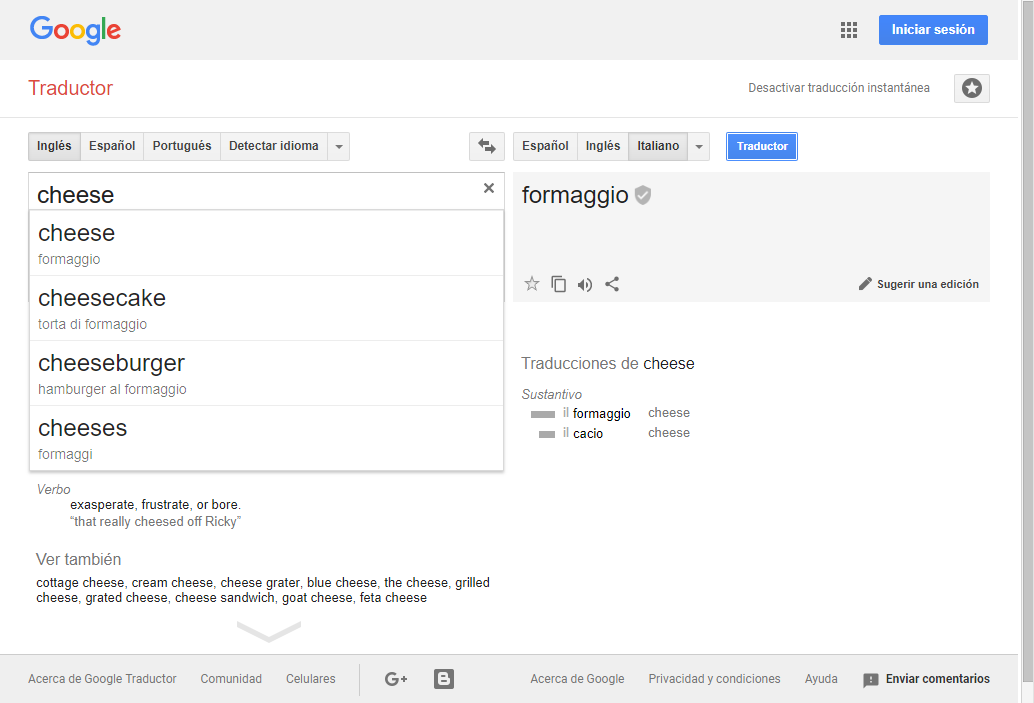 Google
Iniciar sesión
Traductor
Desactivar traducción instantánea
Inglés Español Portugués Detectar idioma
Español Inglés Italiano Traductor
cheese
cheese
formaggio
cheesecake
torta di formaggio
cheeseburger
hamburger al formaggio
cheeses
formaggi
Verbo
exasperate, frustrate, or bore.
“that really cheesed off Ricky”
Ver también
cottage cheese, cream cheese, cheese grater, blue cheese, the cheese, grilled
cheese, grated cheese, cheese sandwich, goat cheese, feta cheese
formaggio
Sugerir una edición
Traducciones de cheese
Sustantivo
il formaggio cheese
il cacio cheese
Acerca de Google Traductor Comunidad Celulares G+ B Acerca de Google Privacidad y condiciones Ayuda Enviar comentarios